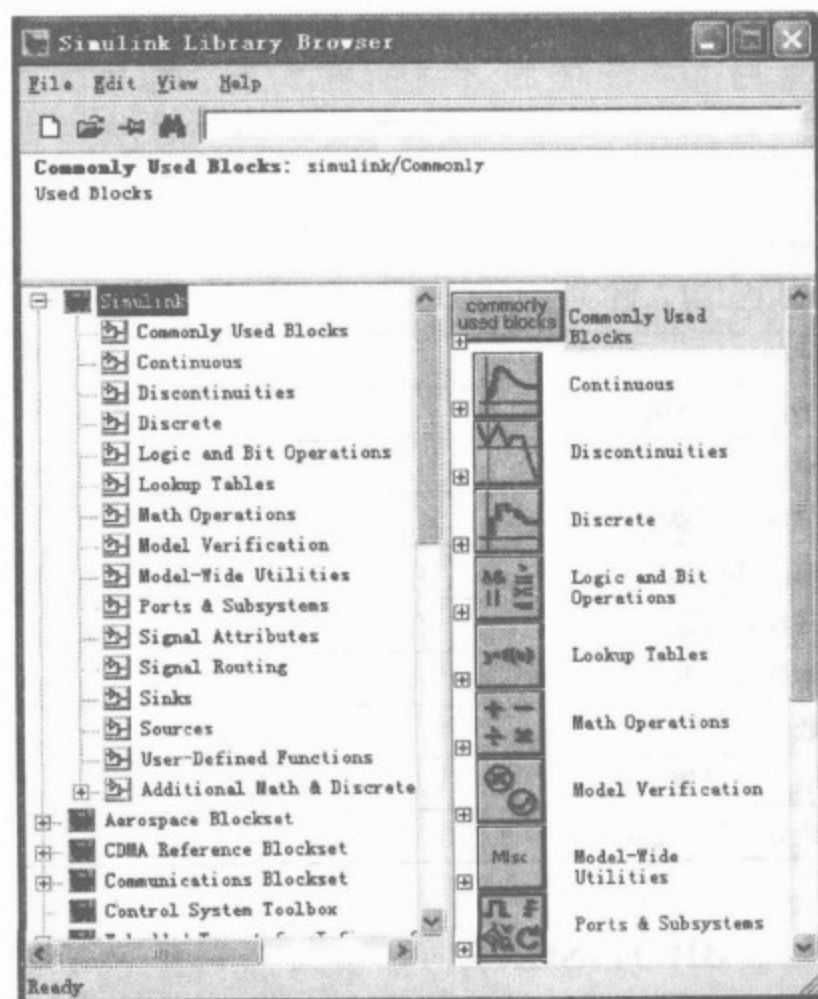 Simulink Library Browser
File Edit View Help
Commonly Used Blocks: simulink/Commonly
Used Blocks
Simulink
Commonly Used Blocks
Continuous
Discontinuities
Discrete
Logic and Bit Operations
Lookup Tables
Math Operations
Model Verification
Model-Wide Utilities
Ports & Subsystems
Signal Attributes
Signal Routing
Sinks
Sources
User-Defined Functions
Additional Math & Discrete
Aerospace Blockset
CDMA Reference Blockset
Communications Blockset
Control System Toolbox
commonly
used blocks
Commonly Used
Blocks
Continuous
Discontinuities
Discrete
Logic and Bit
Operations
Lookup Tables
Math Operations
Misc
Model Verification
Model-Wide
Utilities
Ports & Subsystems
Ready